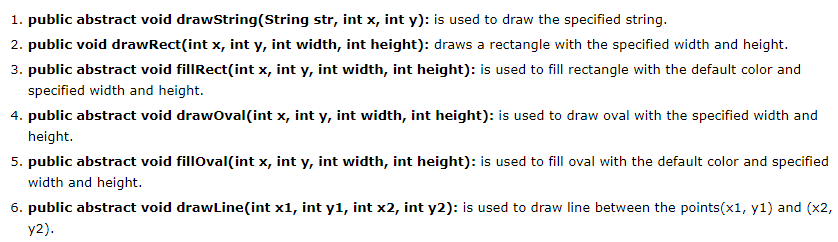 1. public abstract void drawString(String str, int x, int y): is used to draw the specified string.
2. public void drawRect(int x, int y, int width, int height): draws a rectangle with the specified width and height.
3. public abstract void fillRect(int x, int y, int width, int height): is used to fill rectangle with the default color and
specified width and height.
4. public abstract void drawOval(int x, int y, int width, int height): is used to draw oval with the specified width and
height.
5. public abstract void fillOval(int x, int y, int width, int height): is used to fill oval with the default color and specified
width and height.
6. public abstract void drawLine(int x1, int y1, int x2, int y2): is used to draw line between the points(x1, y1) and (x2,
y2).